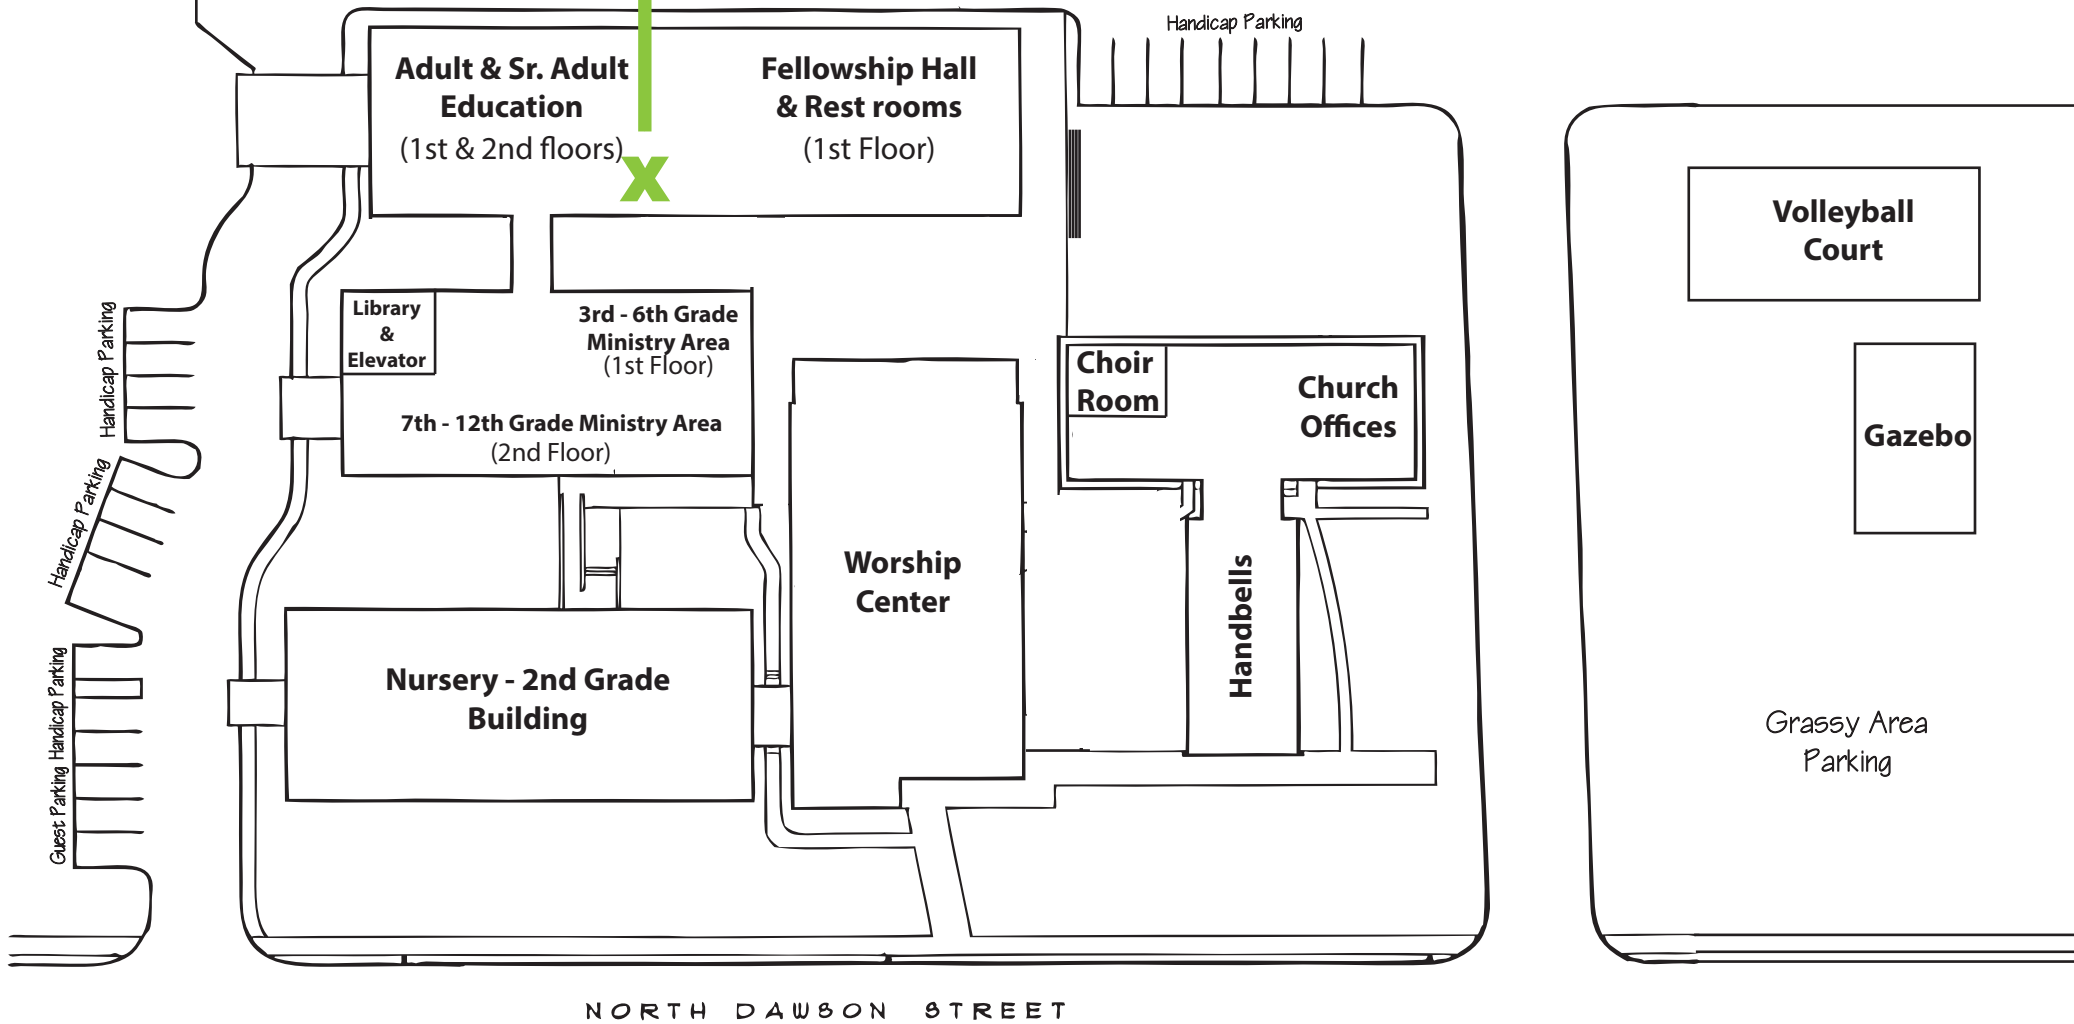 Handicap Parking
Adult & Sr. Adult
Education
(1st & 2nd floors)
x
Fellowship Hall
& Rest rooms
(1st Floor)
Volleyball
Court
Handicap Parking
Library
&
Elevator
3rd - 6th Grade
Ministry Area
(1st Floor)
7th - 12th Grade Ministry Area
(2nd Floor)
Choir
Room
Church
Offices
Gazebo
Handicap Parking
Worship
Center
Handbells
Nursery - 2nd Grade
Building
Guest Parking Handicap Parking
Grassy Area
Parking
NORTH DAWSON STREET